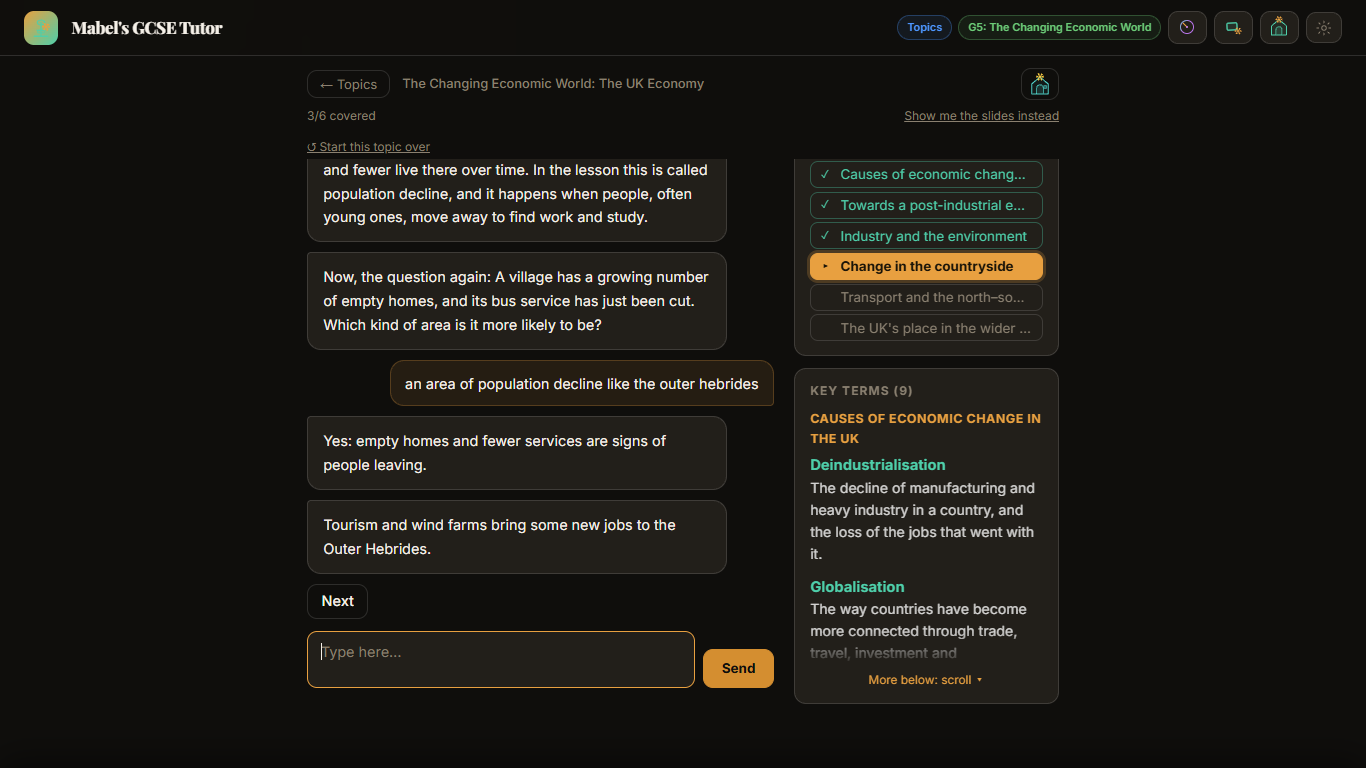 Mabel's GCSE Tutor
Topics
G5: The Changing Economic World
← Topics
The Changing Economic World: The UK Economy
3/6 covered
Show me the slides instead
↺ Start this topic over
and fewer live there over time. In the lesson this is called
population decline, and it happens when people, often
young ones, move away to find work and study.
Now, the question again: A village has a growing number
of empty homes, and its bus service has just been cut.
Which kind of area is it more likely to be?
an area of population decline like the outer hebrides
Yes: empty homes and fewer services are signs of
people leaving.
Tourism and wind farms bring some new jobs to the
Outer Hebrides.
Next
Type here...
Send
✓ Causes of economic chang...
✓ Towards a post-industrial e...
✓ Industry and the environment
▸ Change in the countryside
Transport and the north–so...
The UK's place in the wider ...
KEY TERMS (9)
CAUSES OF ECONOMIC CHANGE IN
THE UK
Deindustrialisation
The decline of manufacturing and
heavy industry in a country, and
the loss of the jobs that went with
it.
Globalisation
The way countries have become
more connected through trade,
travel, investment and
More below: scroll ▾